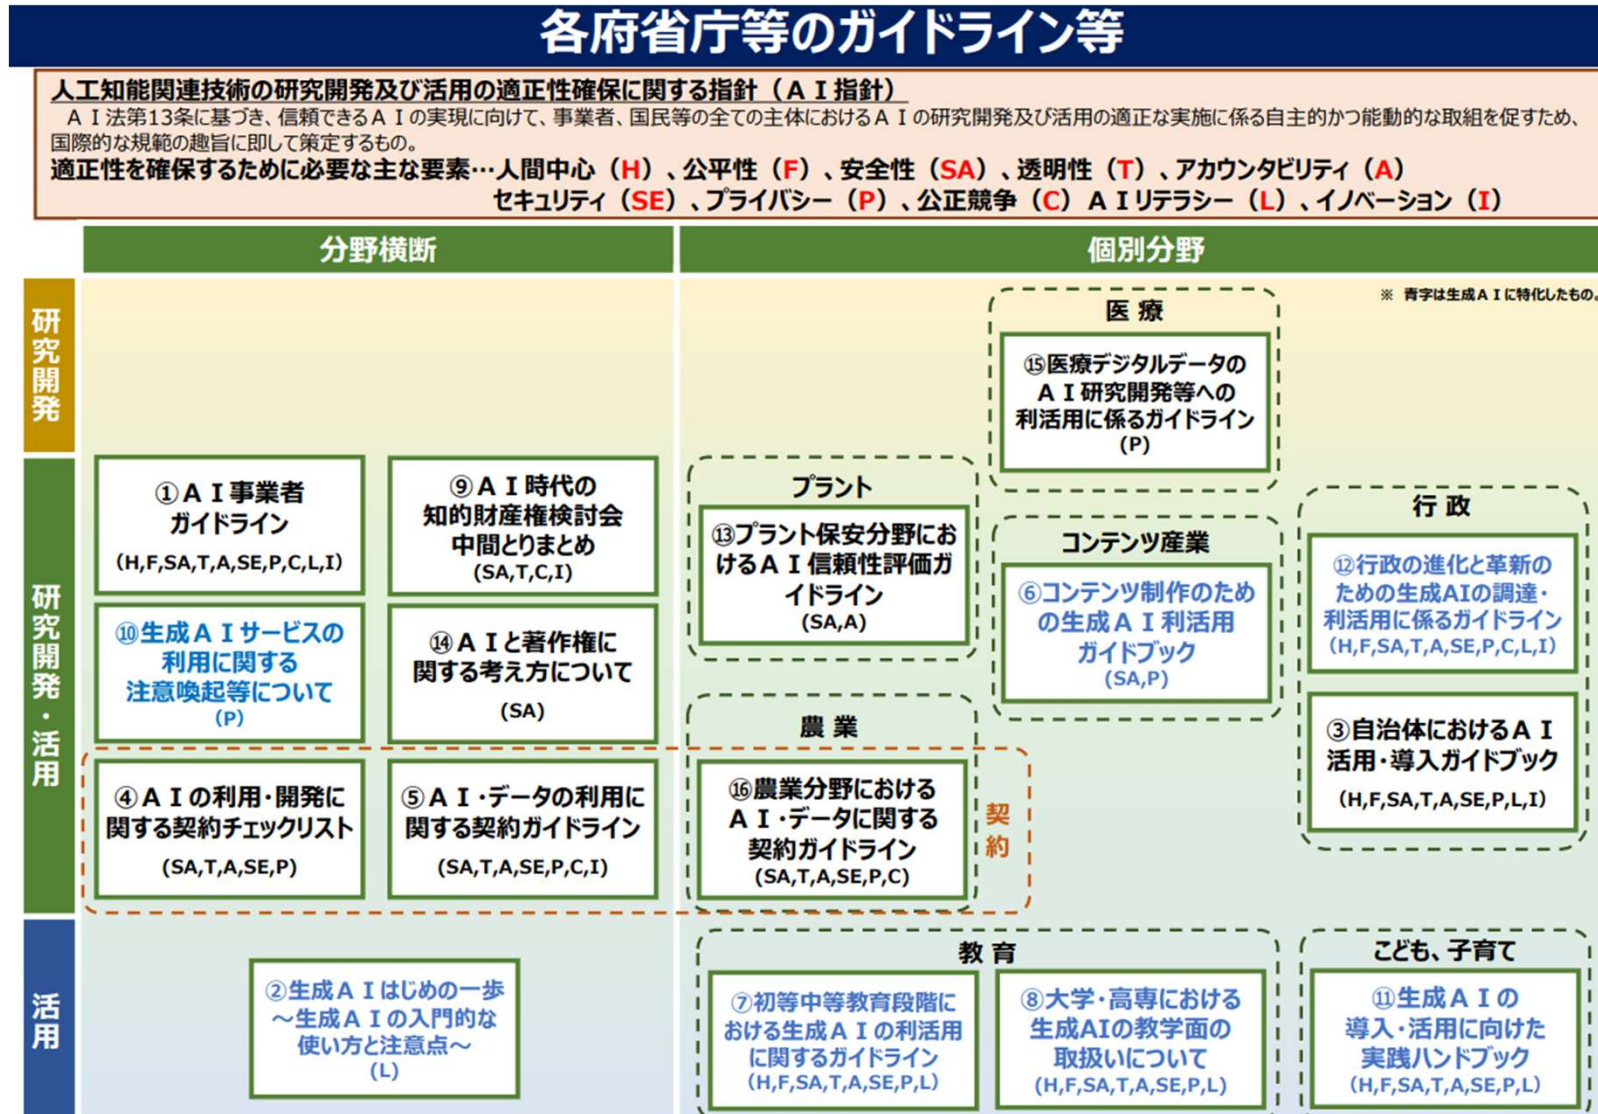 各府省庁等のガイドライン等
人工知能関連技術の研究開発及び活用の適正性確保に関する指針（ＡＩ指針）
ＡＩ法第13条に基づき、信頼できるＡＩの実現に向けて、事業者、国民等の全ての主体におけるＡＩの研究開発及び活用の適正な実施に係る自主的かつ能動的な取組を促すため、
国際的な規範の趣旨に即して策定するもの。
適正性を確保するために必要な主な要素…人間中心（H）、公平性（F）、安全性（SA）、透明性（T）、アカウンタビリティ（A）
セキュリティ（SE）、プライバシー（P）、公正競争（C）ＡＩリテラシー（L）、イノベーション（I）
分野横断
個別分野
※ 青字は生成ＡＩに特化したもの。
研究開発
医療
⑮医療デジタルデータの
ＡＩ研究開発等への
利活用に係るガイドライン
(P)
研究開発・活用
①ＡＩ事業者
ガイドライン
(H,F,SA,T,A,SE,P,C,L,I)
⑨ＡＩ時代の
知的財産権検討会
中間とりまとめ
(SA,T,C,I)
⑩生成ＡＩサービスの
利用に関する
注意喚起等について
(P)
⑭ＡＩと著作権に
関する考え方について
(SA)
④ＡＩの利用・開発に
関する契約チェックリスト
(SA,T,A,SE,P)
⑤ＡＩ・データの利用に
関する契約ガイドライン
(SA,T,A,SE,P,C,I)
プラント
⑬プラント保安分野にお
けるＡＩ信頼性評価ガ
イドライン
(SA,A)
コンテンツ産業
⑥コンテンツ制作のため
の生成ＡＩ利活用
ガイドブック
(SA,P)
行政
⑫行政の進化と革新の
ための生成AIの調達・
利活用に係るガイドライン
(H,F,SA,T,A,SE,P,C,L,I)
③自治体におけるＡＩ
活用・導入ガイドブック
(H,F,SA,T,A,SE,P,L,I)
農業
⑯農業分野における
ＡＩ・データに関する
契約ガイドライン
(SA,T,A,SE,P,C)
契約
活用
②生成ＡＩはじめの一歩
～生成ＡＩの入門的な
使い方と注意点～
(L)
教育
⑦初等中等教育段階に
おける生成ＡＩの利活用
に関するガイドライン
(H,F,SA,T,A,SE,P,L)
⑧大学・高専における
生成AIの教学面の
取扱いについて
(H,F,SA,T,A,SE,P,L)
こども、子育て
⑪生成ＡＩの
導入・活用に向けた
実践ハンドブック
(H,F,SA,T,A,SE,P,L)